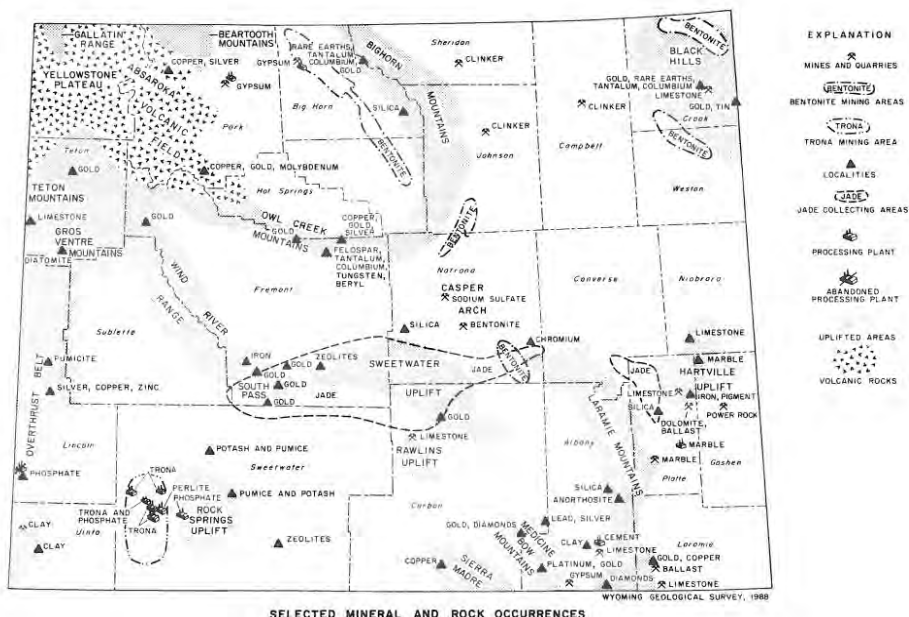 GALLATIN
RANGE
BEARTOOTH
MOUNTAINS
RARE EARTHS,
TANTALUM,
COLUMBIUM,
GOLD
BIGHORN
Sheridan
BENTONITE
BLACK
HILLS
COPPER, SILVER
GYPSUM
GYPSUM
CLINKER
GOLD, RARE EARTHS,
TANTALUM, COLUMBIUM
LIMESTONE
GOLD, TIN
YELLOWSTONE
PLATEAU
ABSAROKA
VOLCANIC
FIELD
Big Horn
SILICA
MOUNTAINS
CLINKER
CLINKER
Crook
Park
BENTONITE
Johnson
Campbell
BENTONITE
Teton
GOLD
COPPER, GOLD, MOLYBDENUM
Hot Springs
Weston
TETON
MOUNTAINS
LIMESTONE
GOLD
OWL CREEK
MOUNTAINS
GOLD
COPPER,
GOLD,
SILVER
BENTONITE
GROS
VENTRE
MOUNTAINS
DIATOMITE
FELDSPAR,
TANTALUM,
COLUMBIUM,
TUNGSTEN,
BERYL
Natrona
Converse
Niobrara
WIND
RIVER
RANGE
Fremont
CASPER
SODIUM SULFATE
ARCH
Sublette
SILICA
BENTONITE
CHROMIUM
LIMESTONE
OVERTHRUST BELT
PUMICITE
IRON
GOLD
ZEOLITES
GOLD
SWEETWATER
JADE
BENTONITE
MARBLE
HARTVILLE
JADE
SILVER, COPPER, ZINC
SOUTH
PASS
GOLD
GOLD
JADE
UPLIFT
LARAMIE MOUNTAINS
LIMESTONE
UPLIFT
IRON, PIGMENT
SILICA
POWER ROCK
GOLD
DOLOMITE,
BALLAST
Lincoln
LIMESTONE
RAWLINS
UPLIFT
Albany
MARBLE
POTASH AND PUMICE
Sweetwater
MARBLE
Goshen
Platte
PHOSPHATE
TRONA
PERLITE
PHOSPHATE
PUMICE AND POTASH
SILICA
ANORTHOSITE
TRONA AND
PHOSPHATE
TRONA
ROCK
SPRINGS
UPLIFT
Carbon
CLAY
Uinta
CLAY
ZEOLITES
GOLD, DIAMONDS
MEDICINE
BOW
MOUNTAINS
LEAD, SILVER
CLAY
CEMENT
LIMESTONE
Laramie
COPPER
SIERRA
MADRE
PLATINUM, GOLD
GYPSUM
DIAMONDS
GOLD, COPPER
BALLAST
LIMESTONE
WYOMING GEOLOGICAL SURVEY, 1988
SELECTED MINERAL AND ROCK OCCURRENCES
EXPLANATION
MINES AND QUARRIES
BENTONITE
BENTONITE MINING AREAS
TRONA
TRONA MINING AREA
LOCALITIES
JADE
JADE COLLECTING AREAS
PROCESSING PLANT
ABANDONED
PROCESSING PLANT
UPLIFTED AREAS
VOLCANIC ROCKS